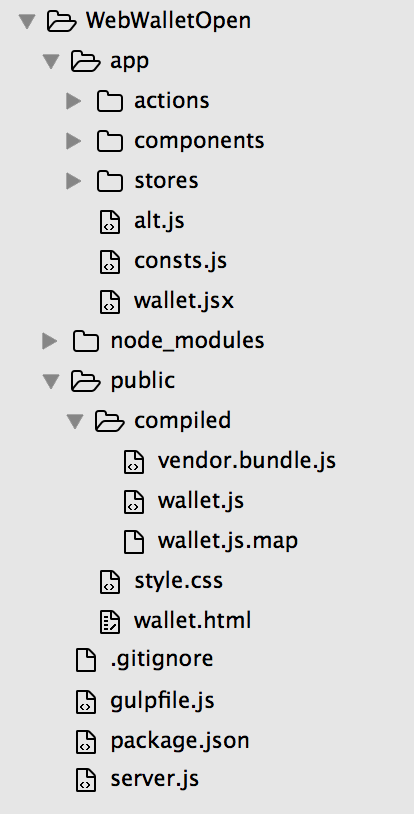 WebWalletOpen
app
actions
components
stores
alt.js
consts.js
wallet.jsx
node_modules
public
compiled
vendor.bundle.js
wallet.js
wallet.js.map
style.css
wallet.html
.gitignore
gulpfile.js
package.json
server.js